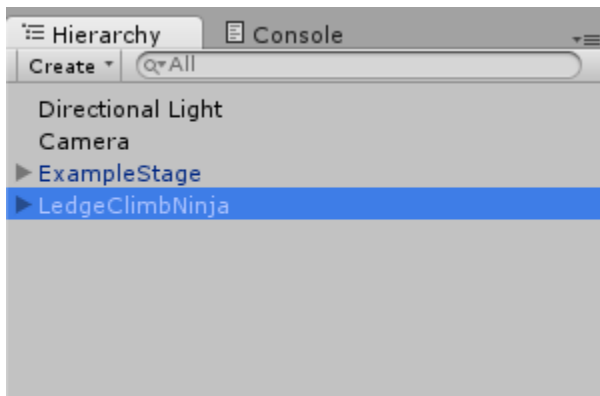 Hierarchy Console
Create All
Directional Light
Camera
ExampleStage
LedgeClimbNinja